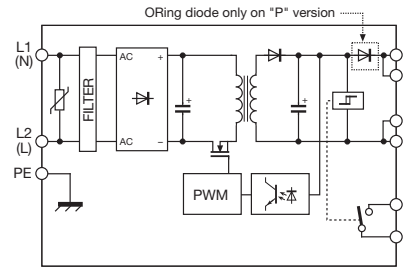 ORing diode only on "P" version
L1
(N)
FILTER
AC
+
AC
–
+
+
L2
(L)
PE
PWM